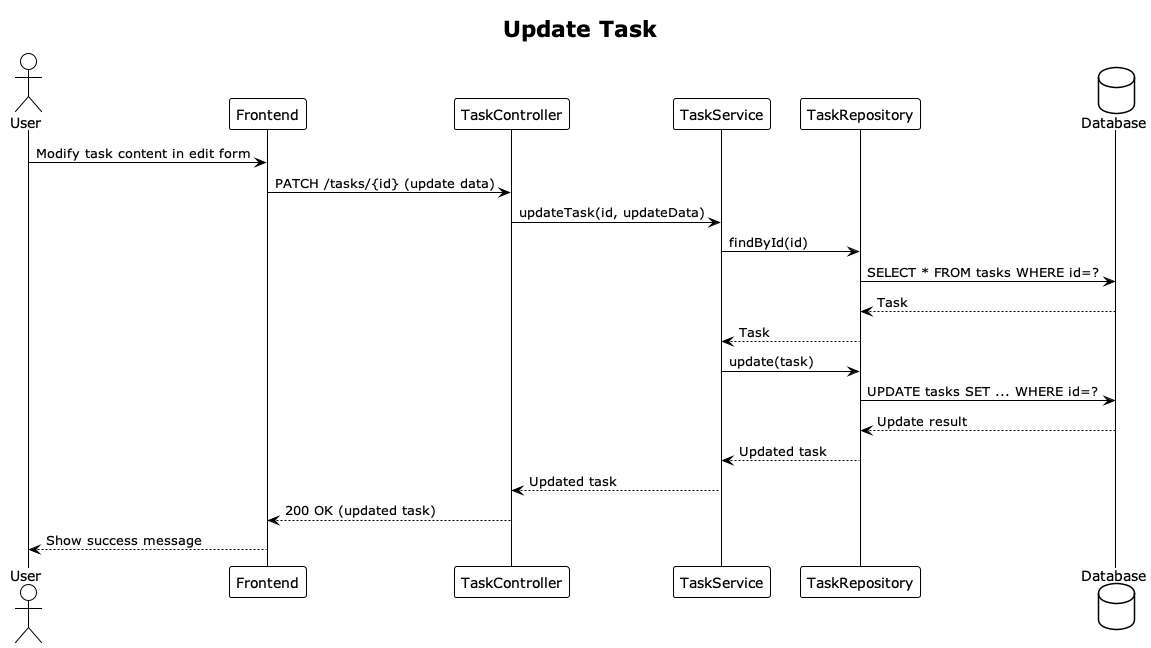 Update Task
User
Frontend
TaskController
TaskService
TaskRepository
Database
Modify task content in edit form
PATCH /tasks/{id} (update data)
updateTask(id, updateData)
findById(id)
SELECT * FROM tasks WHERE id=?
Task
Task
update(task)
UPDATE tasks SET ... WHERE id=?
Update result
Updated task
Updated task
200 OK (updated task)
Show success message
User
Frontend
TaskController
TaskService
TaskRepository
Database